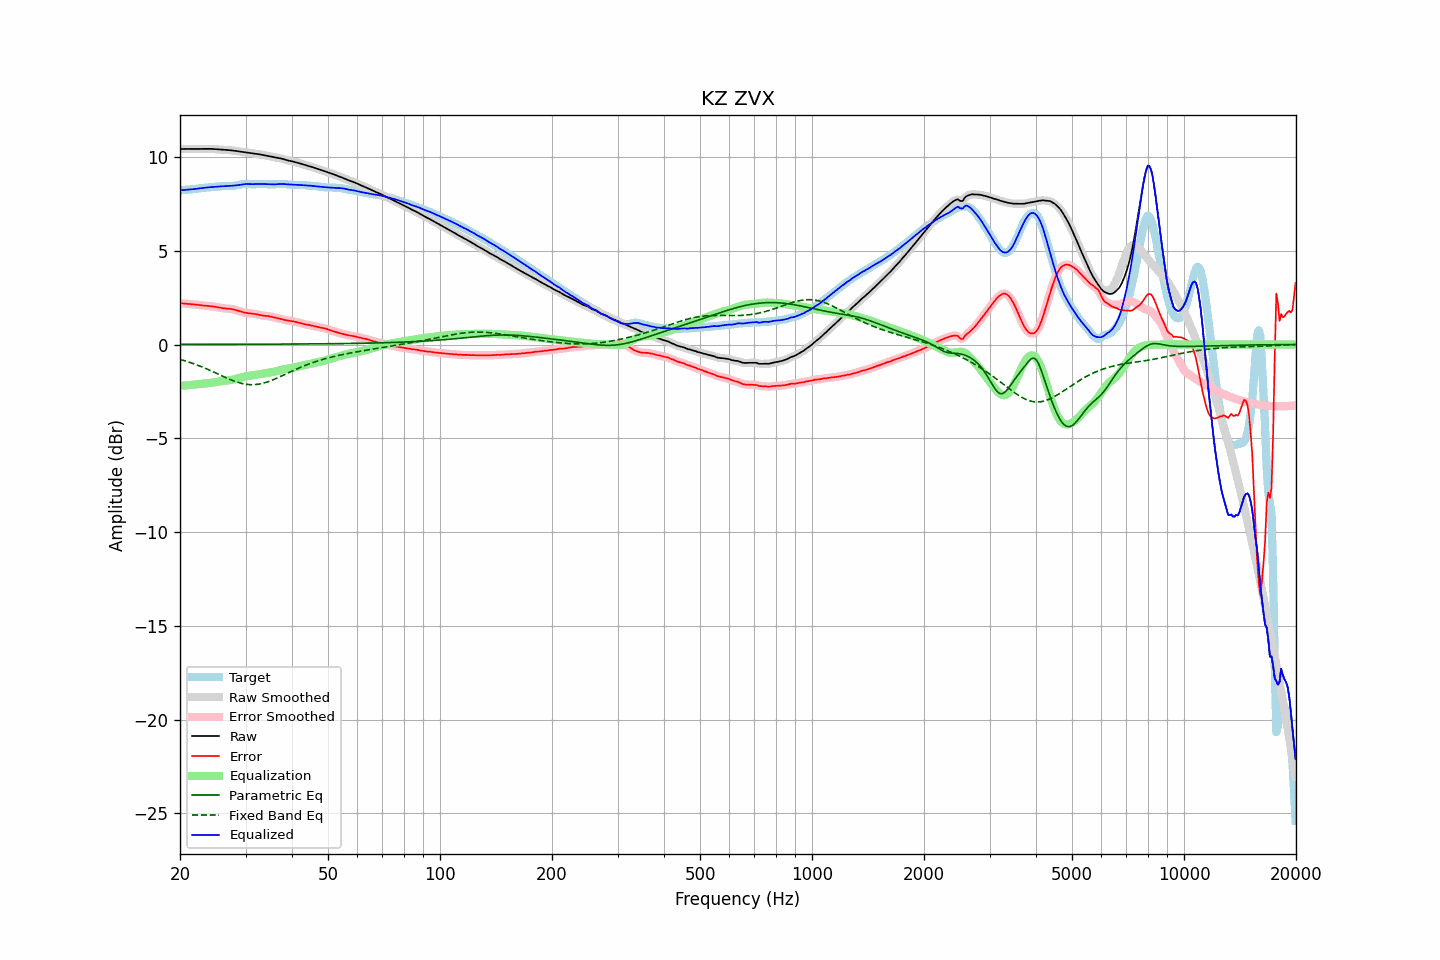 KZ ZVX
Amplitude (dBr)
10
5
0
−5
−10
−15
−20
−25
Target
Raw Smoothed
Error Smoothed
Raw
Error
Equalization
Parametric Eq
Fixed Band Eq
Equalized
20 50 100 200 500 1000 2000 5000 10000 20000
Frequency (Hz)